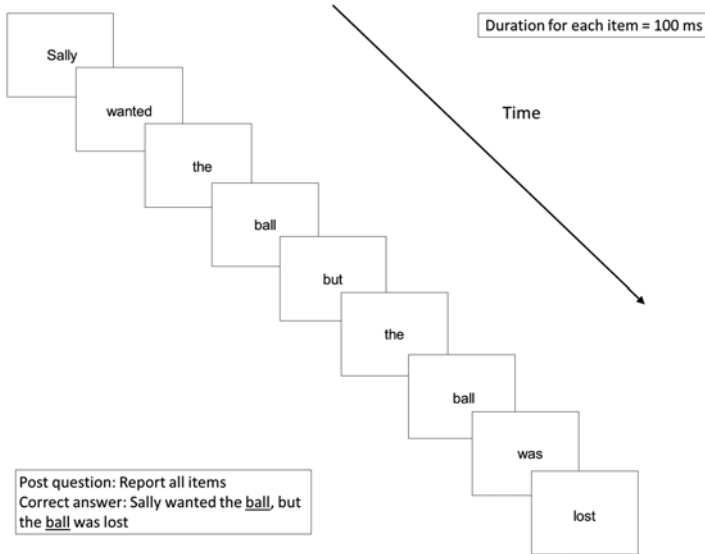 Sally
Duration for each item = 100 ms
wanted
Time
the
ball
but
the
ball
was
lost
Post question: Report all items
Correct answer: Sally wanted the ball, but
the ball was lost